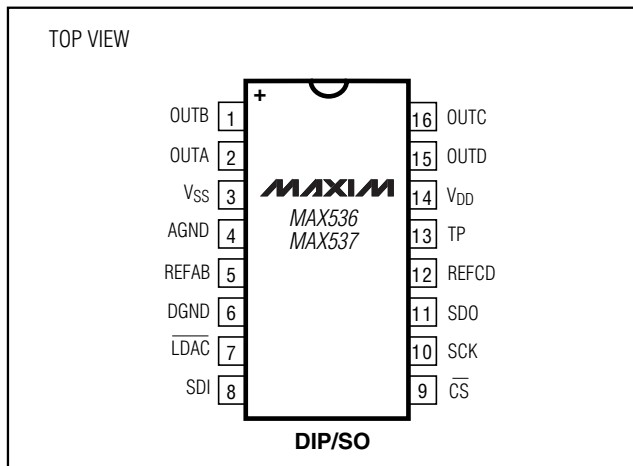 TOP VIEW
+
OUTB 1
OUTA 2
VSS 3
AGND 4
REFAB 5
DGND 6
LDAC 7
SDI 8
MAXIM
MAX536
MAX537
16 OUTC
15 OUTD
14 VDD
13 TP
12 REFCD
11 SDO
10 SCK
9 CS
DIP/SO